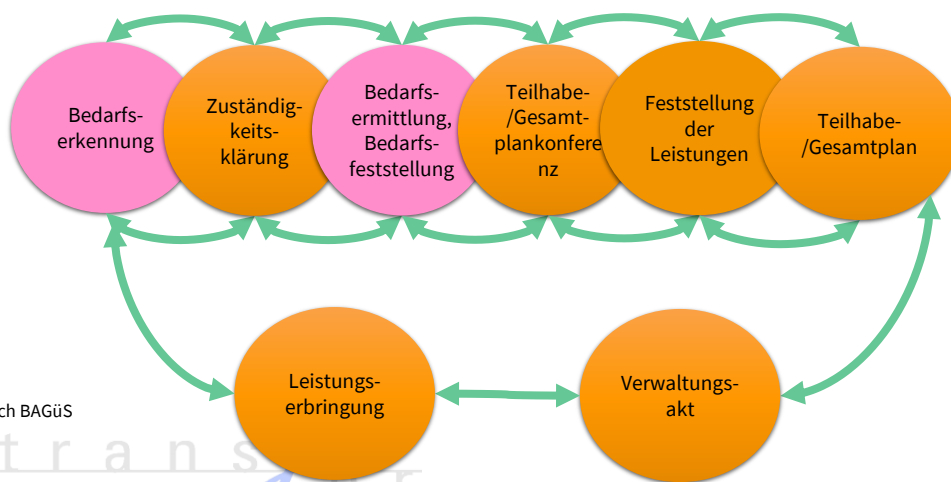 Bedarfs-
erkennung
Zuständig-
keits-
klärung
Bedarfs-
ermittlung,
Bedarfs-
feststellung
Teilhabe-
/Gesamt-
plankonfere
nz
Feststellung
der
Leistungen
Teilhabe-
/Gesamtplan
Leistungs-
erbringung
Verwaltungs-
akt
ch BAGüS
t r a n s
r